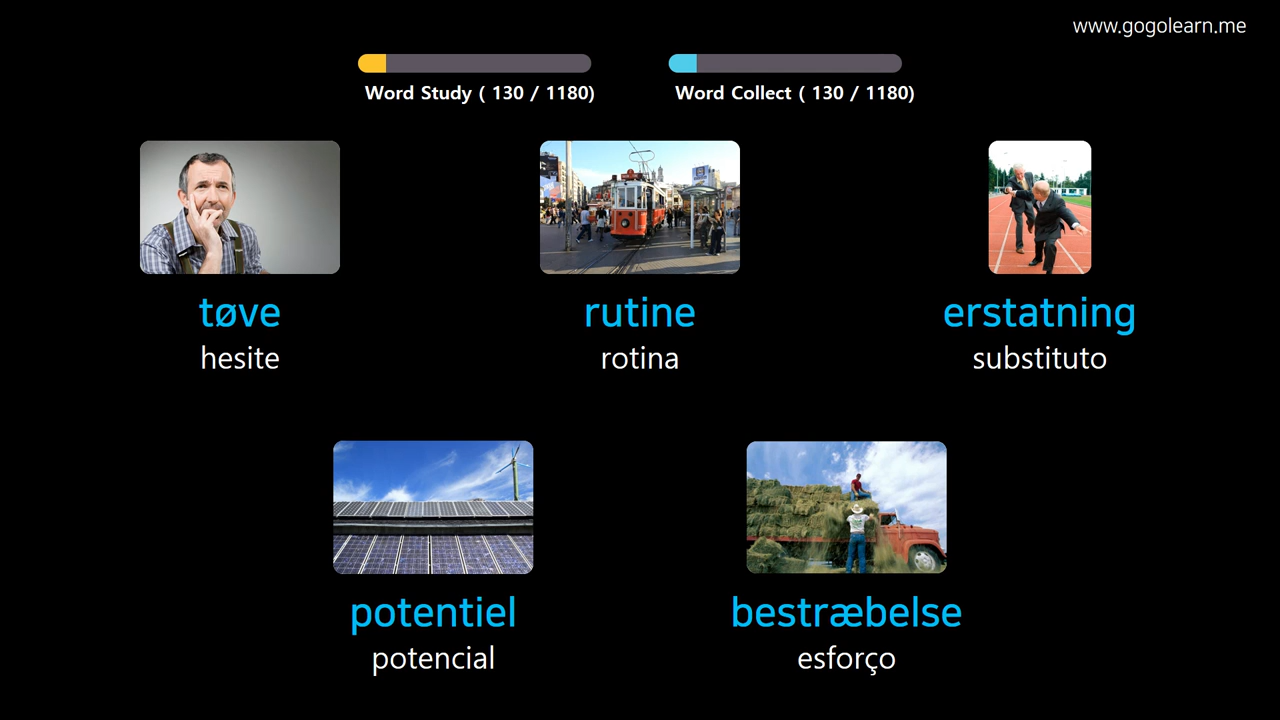 www.gogolearn.me
Word Study ( 130 / 1180)
Word Collect ( 130 / 1180)
tøve
hesite
rutine
rotina
erstatning
substituto
potentiel
potencial
bestræbelse
esforço